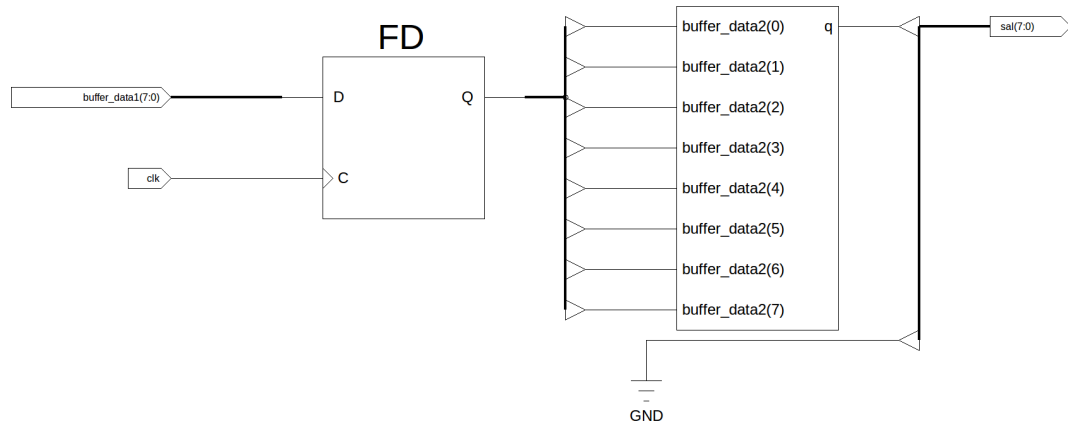 FD
buffer_data1(7:0)
D
Q
clk
C
buffer_data2(0)
buffer_data2(1)
buffer_data2(2)
buffer_data2(3)
buffer_data2(4)
buffer_data2(5)
buffer_data2(6)
buffer_data2(7)
q
sal(7:0)
GND